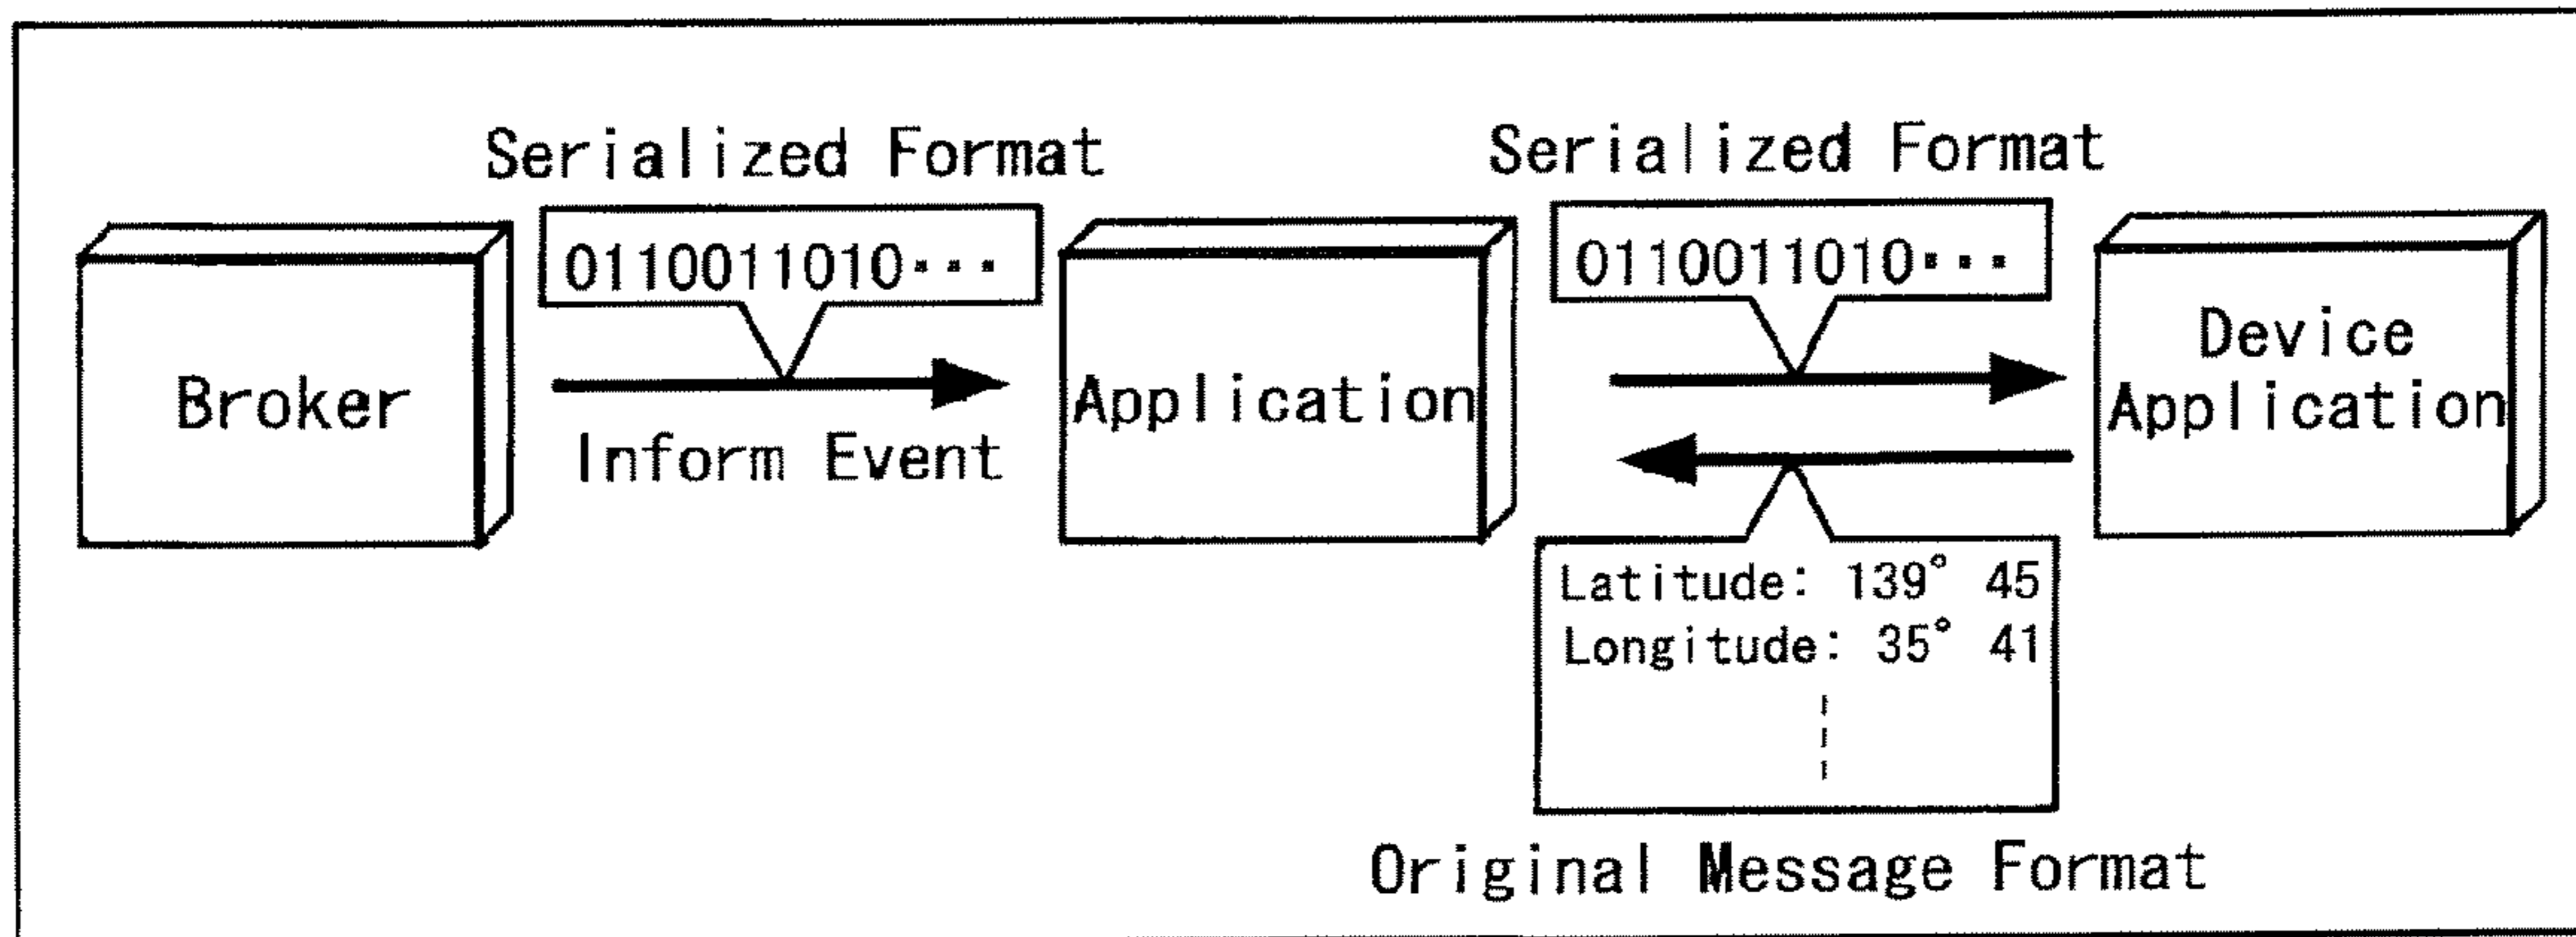 Serialized Format
Serialized Format
0110011010···
0110011010···
Broker
Inform Event
Application
Device
Application
Latitude: 139° 45
Longitude: 35° 41
Original Message Format